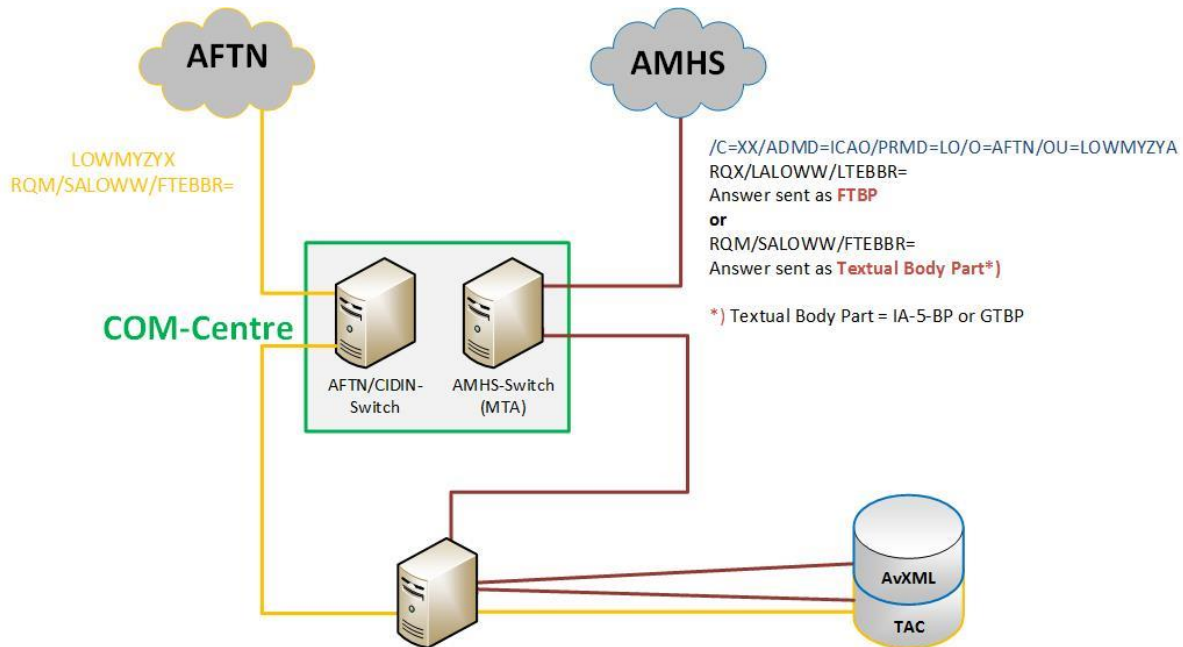 AFTN
AMHS
LOWMYZYX
RQM/SALOWW/FTEBBR=
/C=XX/ADMD=ICAO/PRMD=LO/O=AFTN/OU=LOWMYZYA
RQX/LALOWW/LTEBBR=
Answer sent as FTBP
or
RQM/SALOWW/FTEBBR=
Answer sent as Textual Body Part*)
*) Textual Body Part = IA-5-BP or GTBP
COM-Centre
AFTN/CIDIN-
Switch
AMHS-Switch
(MTA)
AvXML
TAC